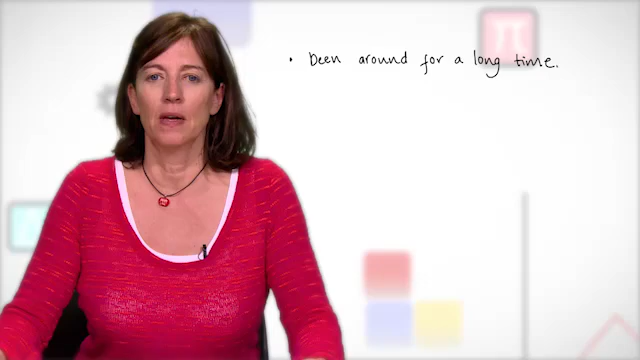 • been around for a long time.
π